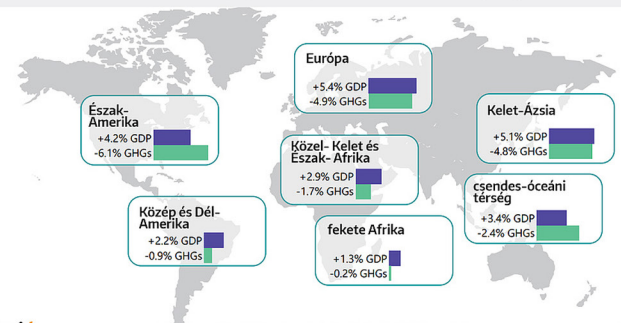 Európa
+5.4% GDP
-4.9% GHGs
Észak-
Amerika
+4.2% GDP
-6.1% GHGs
Kelet-Ázsia
+5.1% GDP
-4.8% GHGs
Közel- Kelet és
Észak- Afrika
+2.9% GDP
-1.7% GHGs
csendes-óceáni
térség
+3.4% GDP
-2.4% GHGs
Közép és Dél-
Amerika
+2.2% GDP
-0.9% GHGs
fekete Afrika
+1.3% GDP
-0.2% GHGs